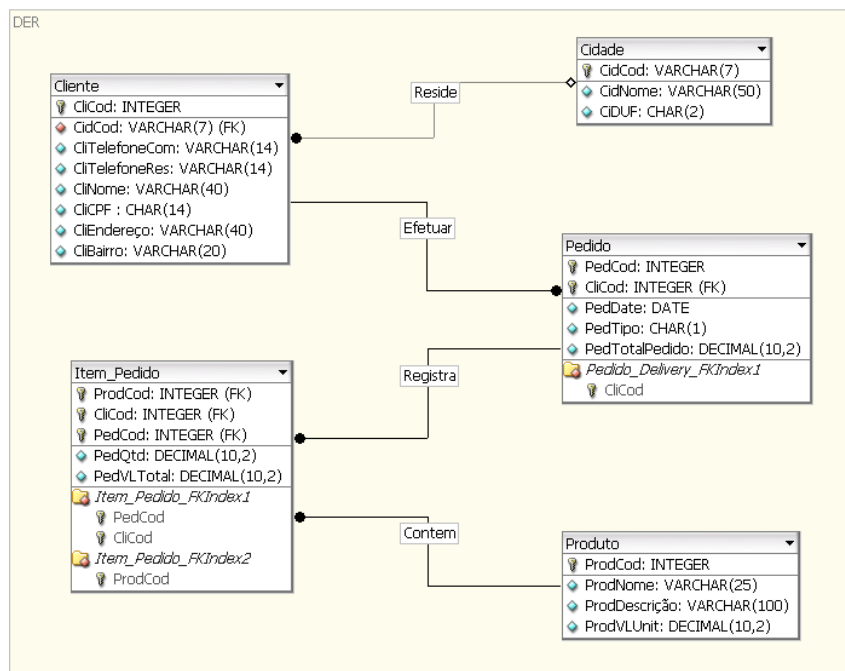 DER
Cliente
CliCod: INTEGER
CidCod: VARCHAR(7) (FK)
CliTelefoneCom: VARCHAR(14)
CliTelefoneRes: VARCHAR(14)
CliNome: VARCHAR(40)
CliCPF : CHAR(14)
CliEndereço: VARCHAR(40)
CliBairro: VARCHAR(20)
Reside
Cidade
CidCod: VARCHAR(7)
CidNome: VARCHAR(50)
CiDUF: CHAR(2)
Efetuar
Pedido
PedCod: INTEGER
CliCod: INTEGER (FK)
PedDate: DATE
PedTipo: CHAR(1)
PedTotalPedido: DECIMAL(10,2)
Pedido_Delivery_FKIndex1
CliCod
Registra
Item_Pedido
ProdCod: INTEGER (FK)
CliCod: INTEGER (FK)
PedCod: INTEGER (FK)
PedQtd: DECIMAL(10,2)
PedVLTotal: DECIMAL(10,2)
Item_Pedido_FKIndex1
PedCod
CliCod
Item_Pedido_FKIndex2
ProdCod
Contem
Produto
ProdCod: INTEGER
ProdNome: VARCHAR(25)
ProdDescrição: VARCHAR(100)
ProdVLUnit: DECIMAL(10,2)